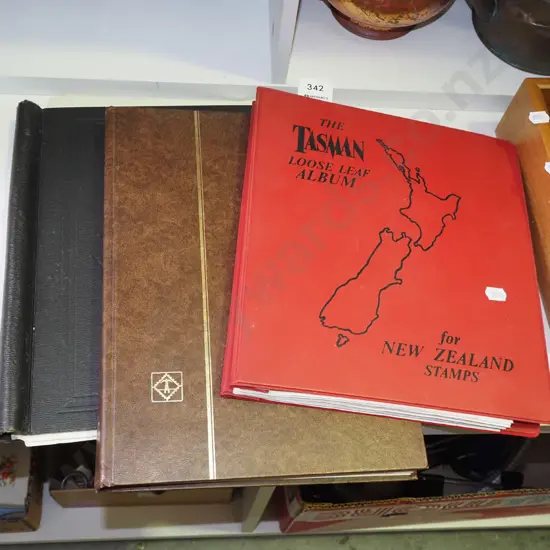 342
THE
TASMAN
LOOSE LEAF
ALBUM
for
NEW ZEALAND
STAMPS